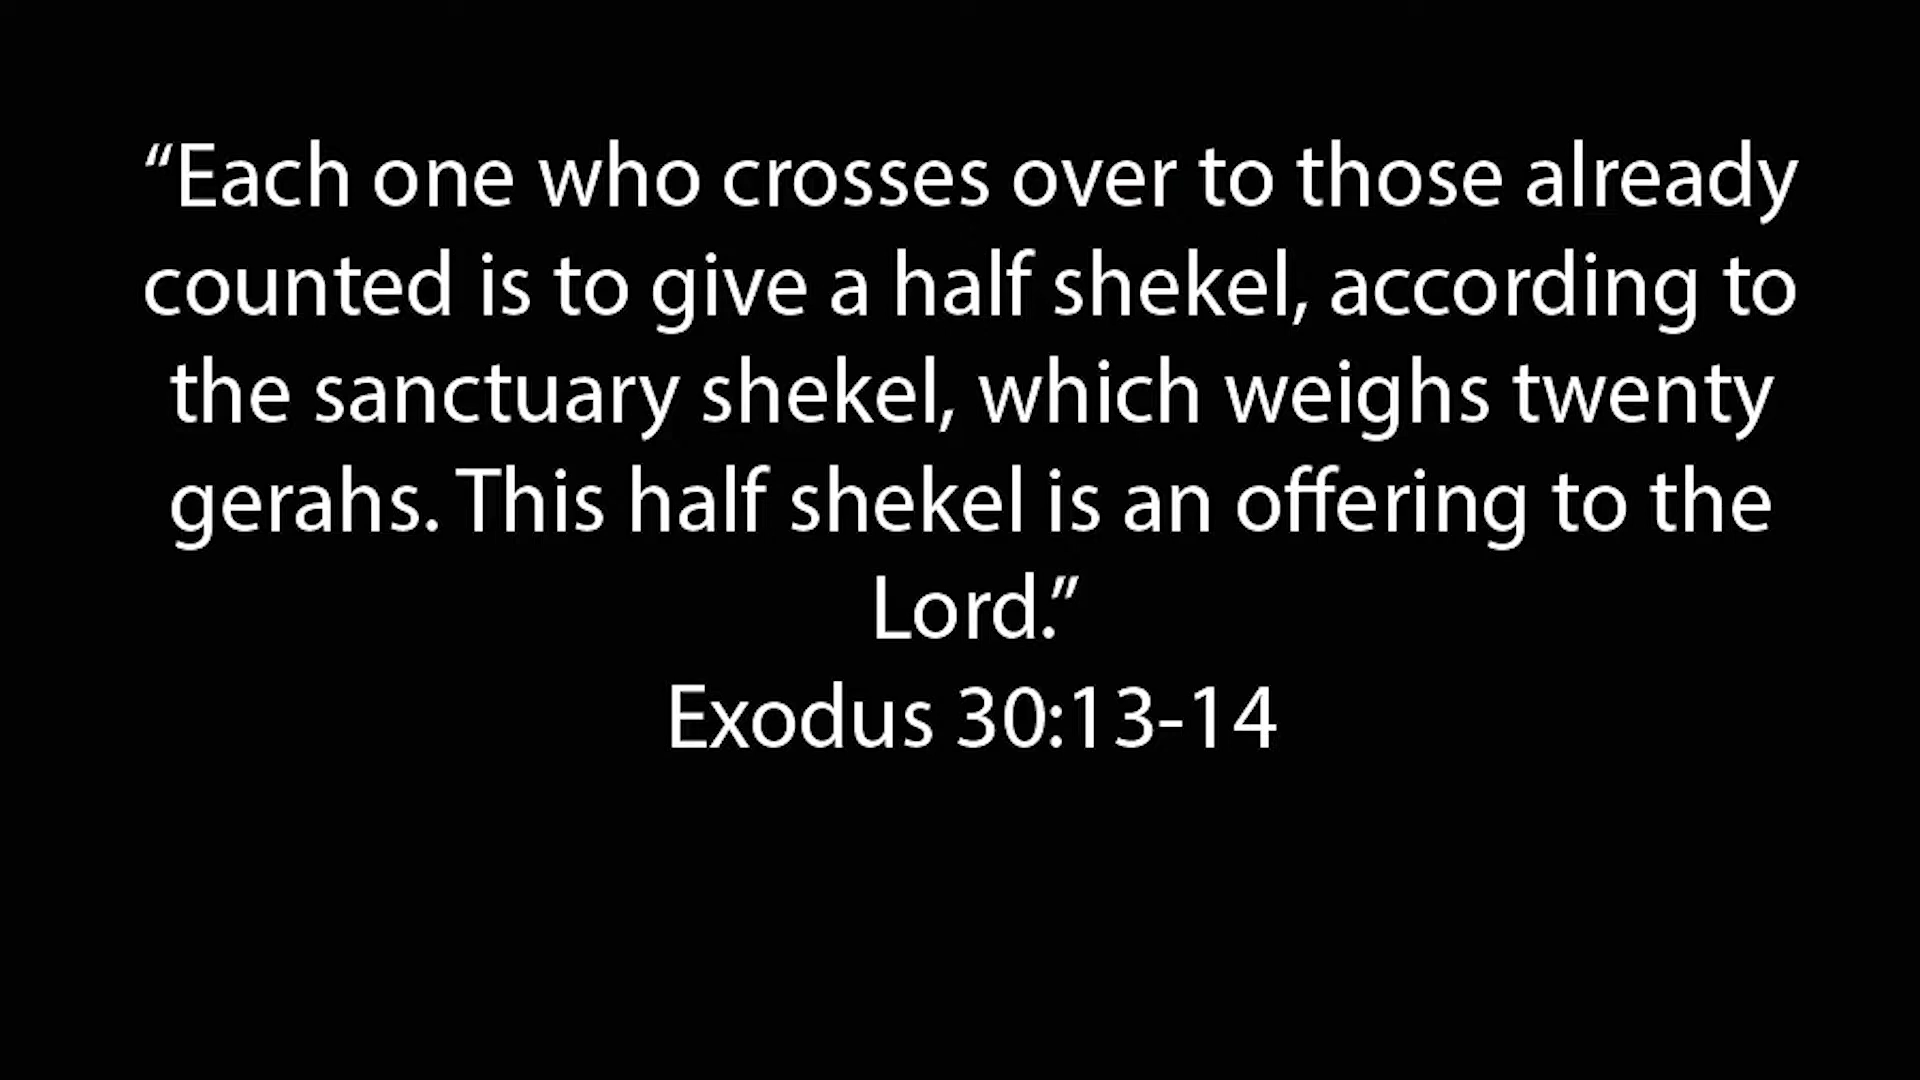 “Each one who crosses over to those already
counted is to give a half shekel, according to
the sanctuary shekel, which weighs twenty
gerahs. This half shekel is an offering to the
Lord.”
Exodus 30:13-14